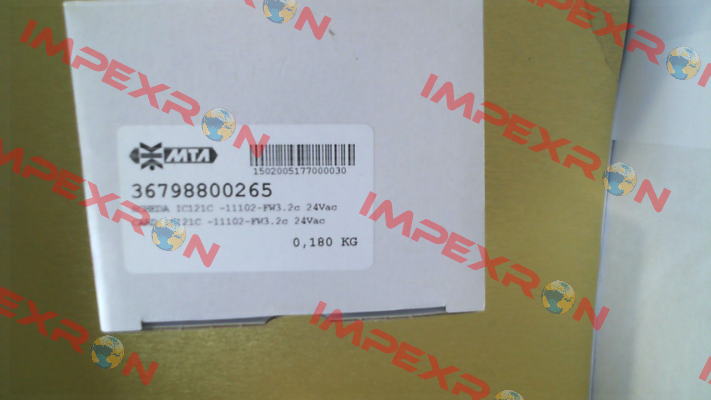 MTA
1502005177000030
36798800265
IC121C -11102-FW3.2c 24Vac
-11102-FW3.2c 24Vac
0,180 KG
IMPEXRON
IMPEXRON
IMPEXRON
IMPEXRON
IMPEXRON